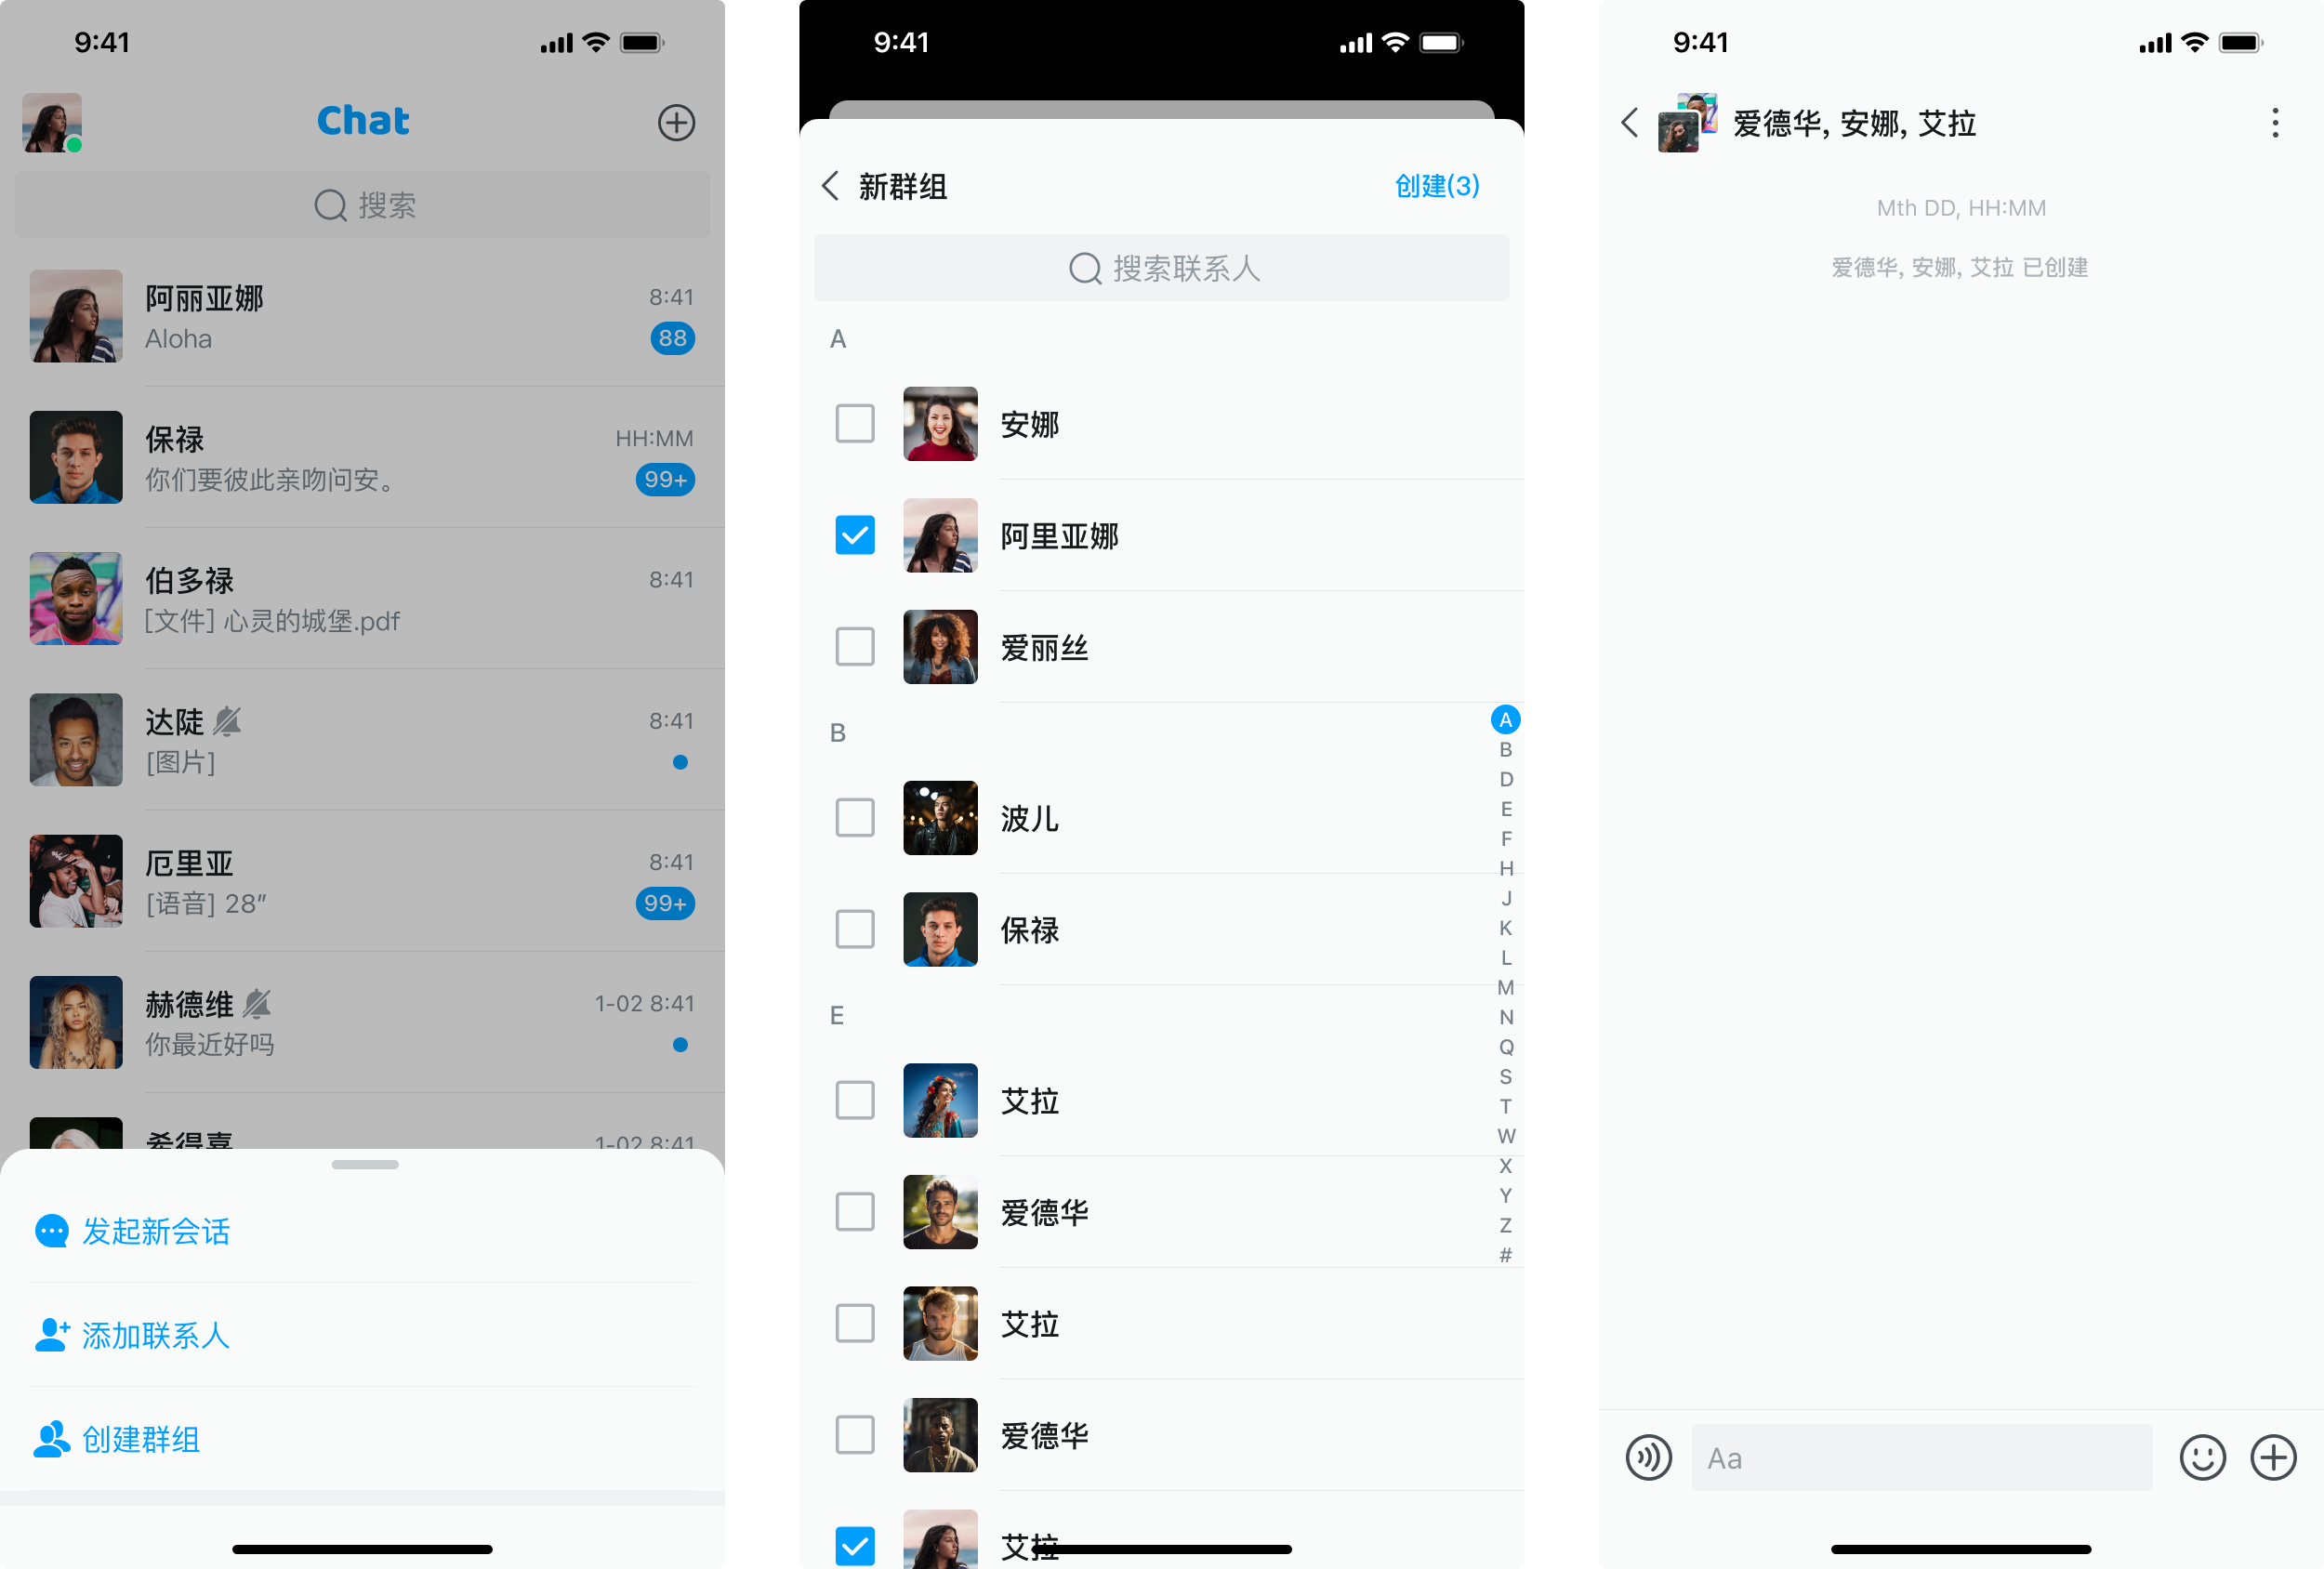 9:41
Chat
搜索
阿丽亚娜 8:41
Aloha 88
保禄 HH:MM
你们要彼此亲吻问安。 99+
伯多禄 8:41
[文件] 心灵的城堡.pdf
达陡 8:41
[图片]
厄里亚 8:41
[语音] 28” 99+
赫德维 1-02 8:41
你最近好吗
希得嘉 1-02 8:41
发起新会话
添加联系人
创建群组
9:41
新群组 创建(3)
搜索联系人
A
安娜
阿里亚娜
爱丽丝
B
波儿
保禄
E
艾拉
爱德华
艾拉
爱德华
艾拉
A
B
D
E
F
H
J
K
L
M
N
Q
S
T
W
X
Y
Z
#
9:41
爱德华, 安娜, 艾拉
Mth DD, HH:MM
爱德华, 安娜, 艾拉 已创建
Aa